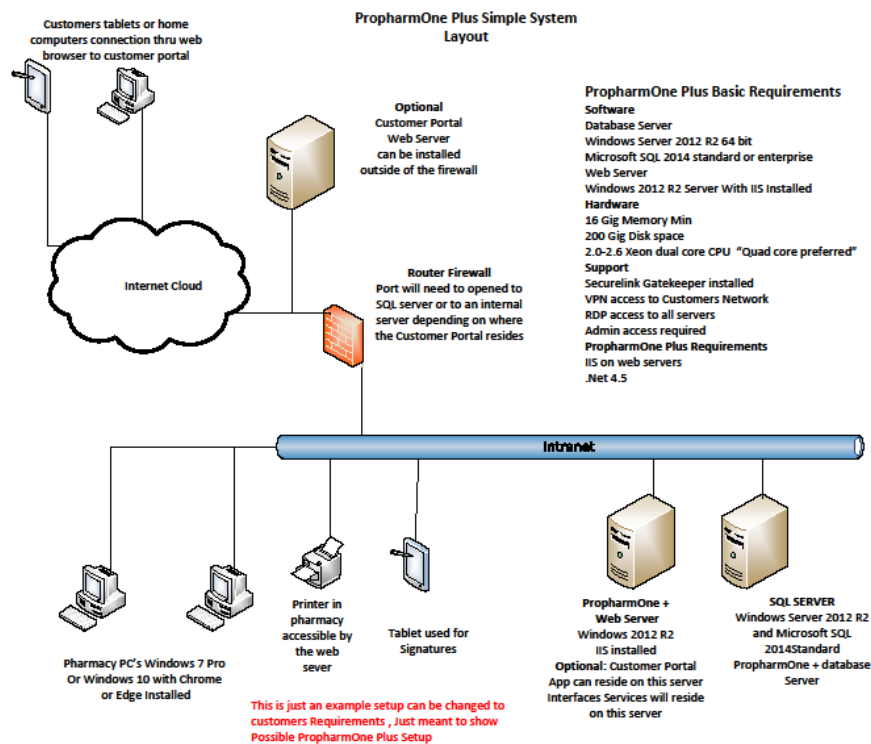 PropharmOne Plus Simple System
Layout
Customers tablets or home
computers connection thru web
browser to customer portal
Optional
Customer Portal
Web Server
can be installed
outside of the firewall
PropharmOne Plus Basic Requirements
Software
Database Server
Windows Server 2012 R2 64 bit
Microsoft SQL 2014 standard or enterprise
Web Server
Windows 2012 R2 Server With IIS Installed
Hardware
16 Gig Memory Min
200 Gig Disk space
2.0-2.6 Xeon dual core CPU “Quad core preferred”
Support
Securelink Gatekeeper installed
VPN access to Customers Network
RDP access to all servers
Admin access required
PropharmOne Plus Requirements
IIS on web servers
.Net 4.5
Internet Cloud
Router Firewall
Port will need to opened to
SQL server or to an internal
server depending on where
the Customer Portal resides
Intranet
Pharmacy PC’s Windows 7 Pro
Or Windows 10 with Chrome
or Edge Installed
Printer in
pharmacy
accessible by
the web
sever
Tablet used for
Signatures
PropharmOne +
Web Server
Windows 2012 R2
IIS installed
Optional: Customer Portal
App can reside on this server
Interfaces Services will reside
on this server
SQL SERVER
Windows Server 2012 R2
and Microsoft SQL
2014Standard
PropharmOne + database
Server
This is just an example setup can be changed to
customers Requirements , Just meant to show
Possible PropharmOne Plus Setup